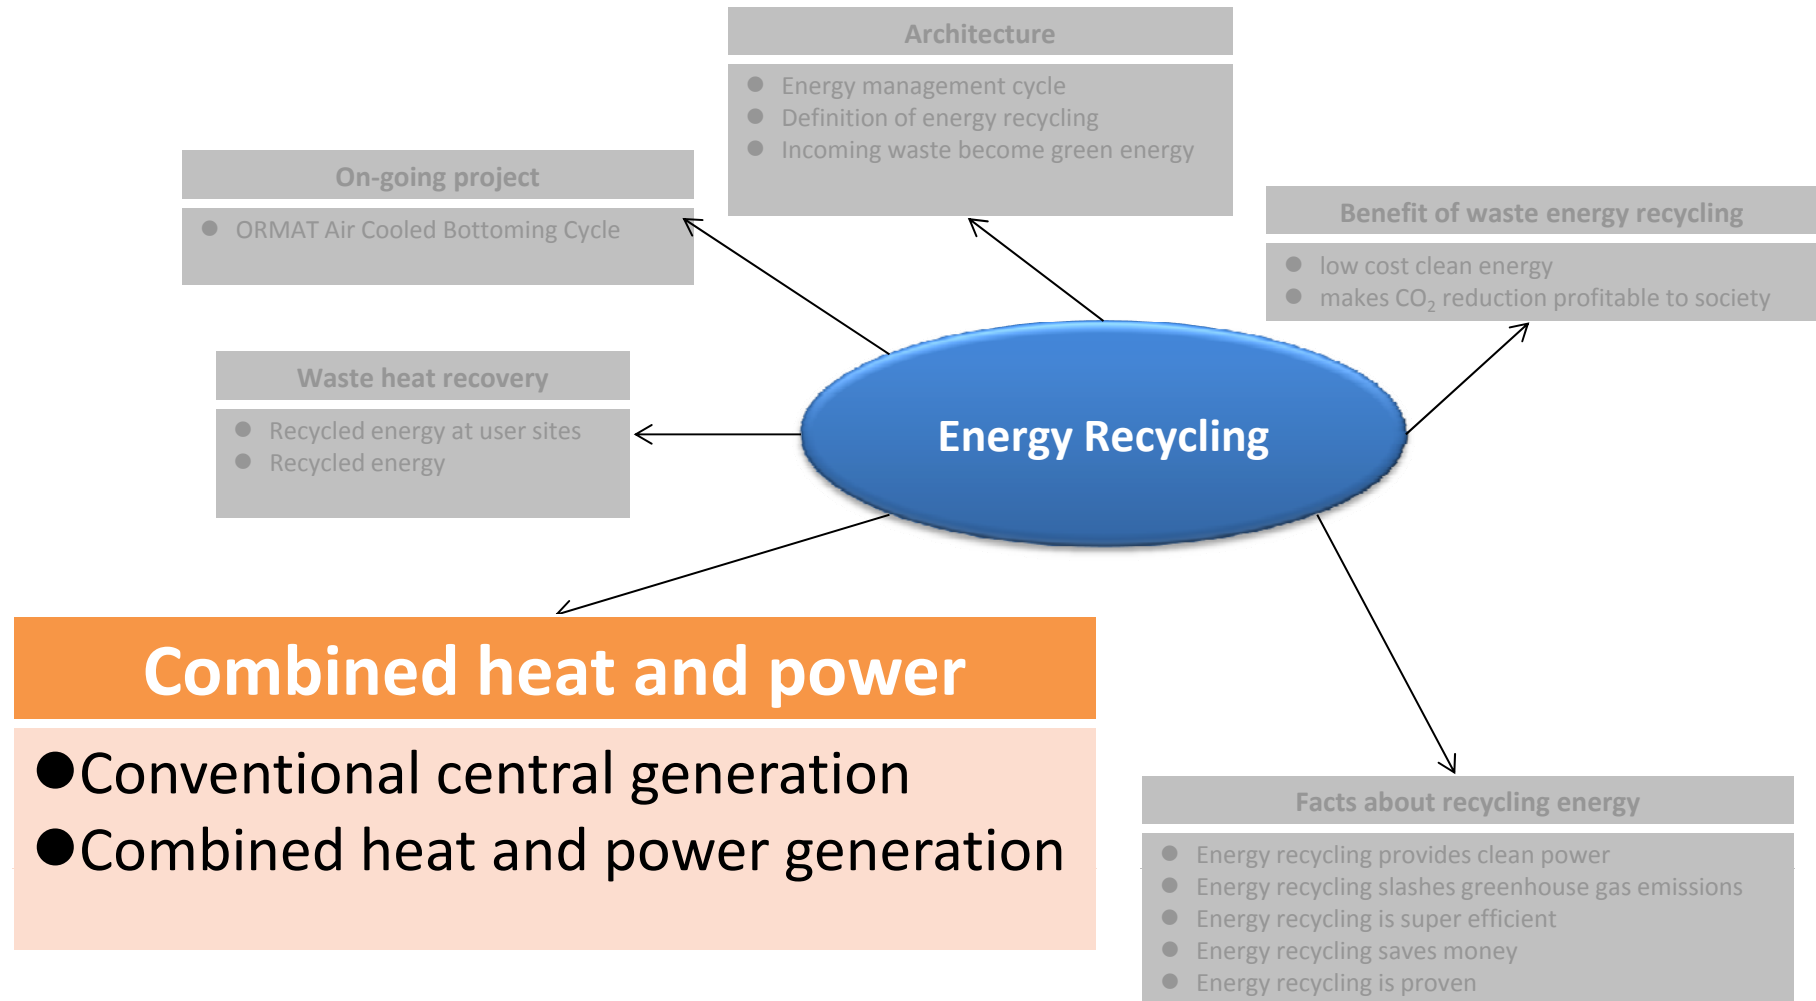 Architecture
● Energy management cycle
● Definition of energy recycling
● Incoming waste become green energy
On-going project
● ORMAT Air Cooled Bottoming Cycle
Benefit of waste energy recycling
● low cost clean energy
● makes CO₂ reduction profitable to society
Waste heat recovery
● Recycled energy at user sites
● Recycled energy
Energy Recycling
Combined heat and power
●Conventional central generation
●Combined heat and power generation
Facts about recycling energy
● Energy recycling provides clean power
● Energy recycling slashes greenhouse gas emissions
● Energy recycling is super efficient
● Energy recycling saves money
● Energy recycling is proven